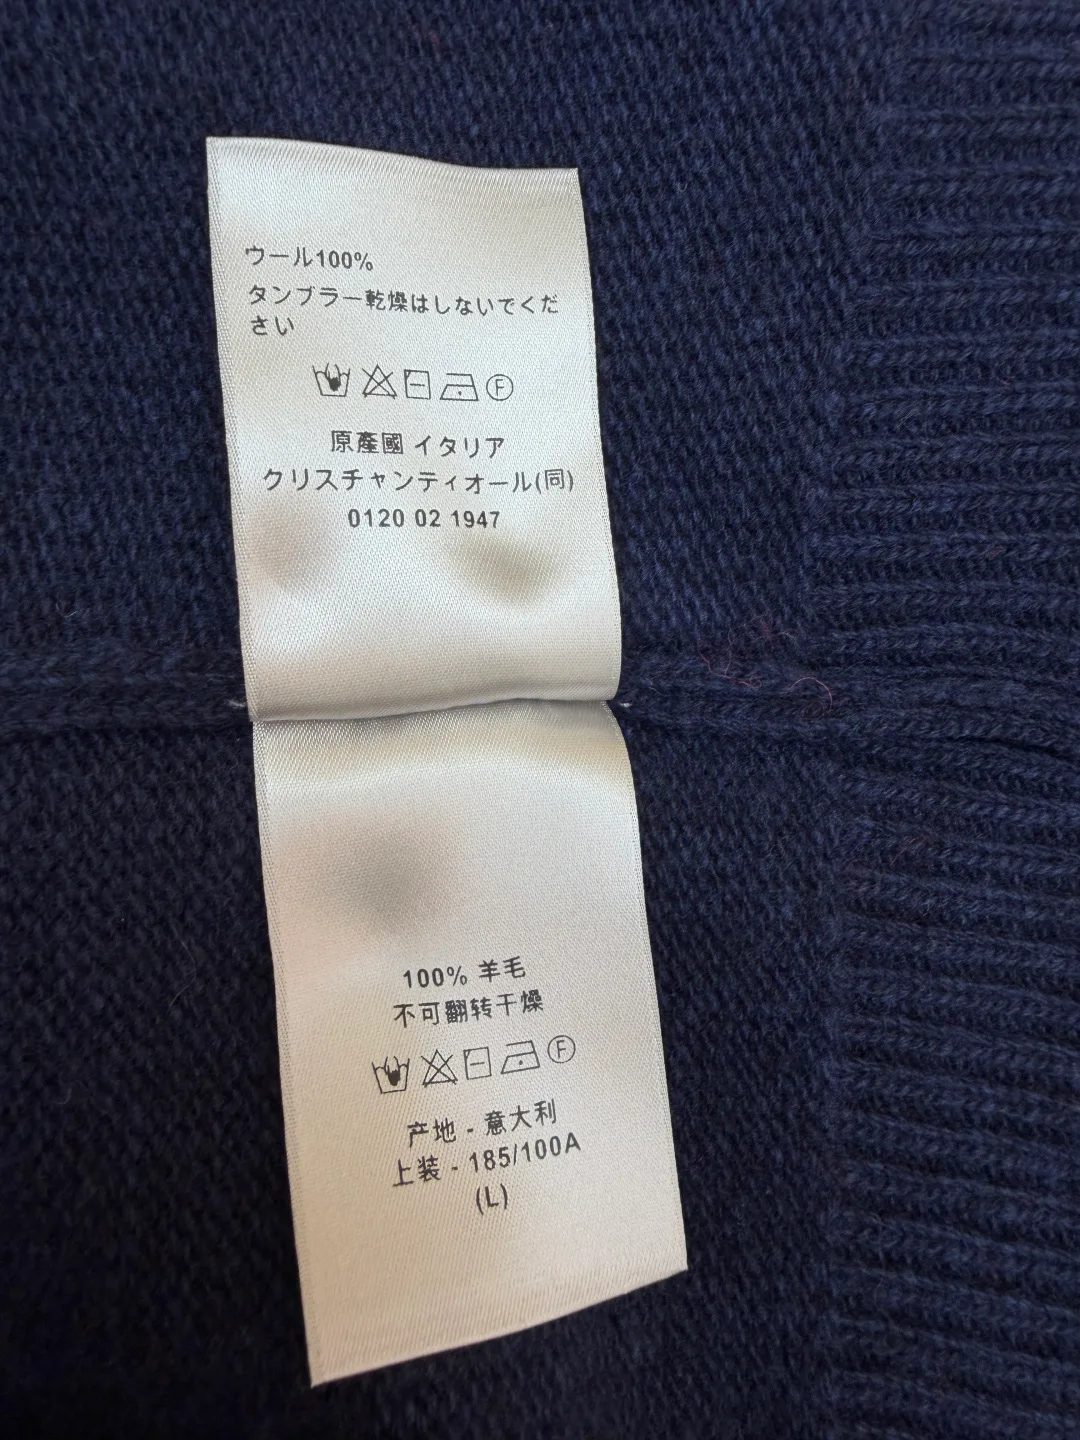 ウール100%
タンブラー乾燥はしないでくだ
さい
F
原產國 イタリア
クリスチャンティオール(同)
0120 02 1947
100% 羊毛
不可翻转干燥
F
产地 - 意大利
上装 - 185/100A
(L)